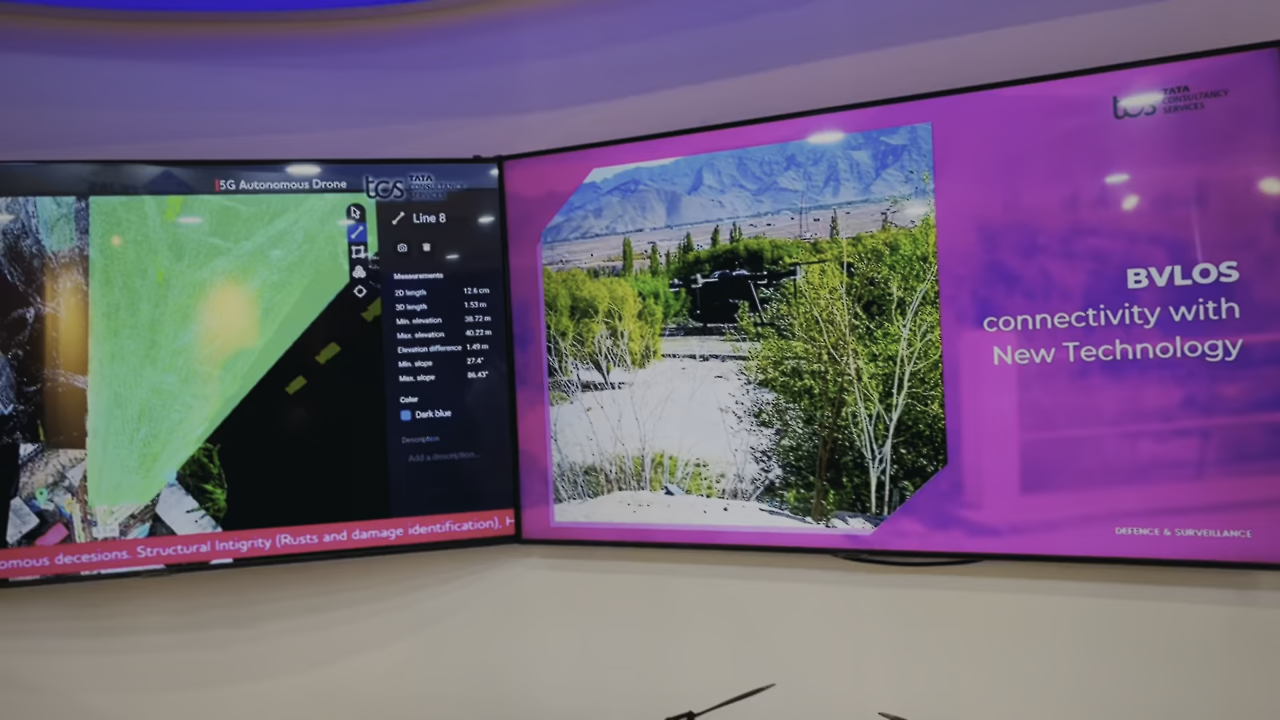 5G Autonomous Drone
tcs TATA CONSULTANCY SERVICES
Line 8
Measurements
2D length 12.6 cm
3D length 1.53 m
Min. elevation 38.72 m
Max. elevation 40.22 m
Elevation difference 1.49 m
Min. slope 27.4°
Max. slope 86.43°
Color
Dark blue
Description
Add a description...
omous decesions. Structural Intigrity (Rusts and damage identification), H
tcs TATA
CONSULTANCY
SERVICES
BVLOS
connectivity with
New Technology
DEFENCE & SURVEILLANCE